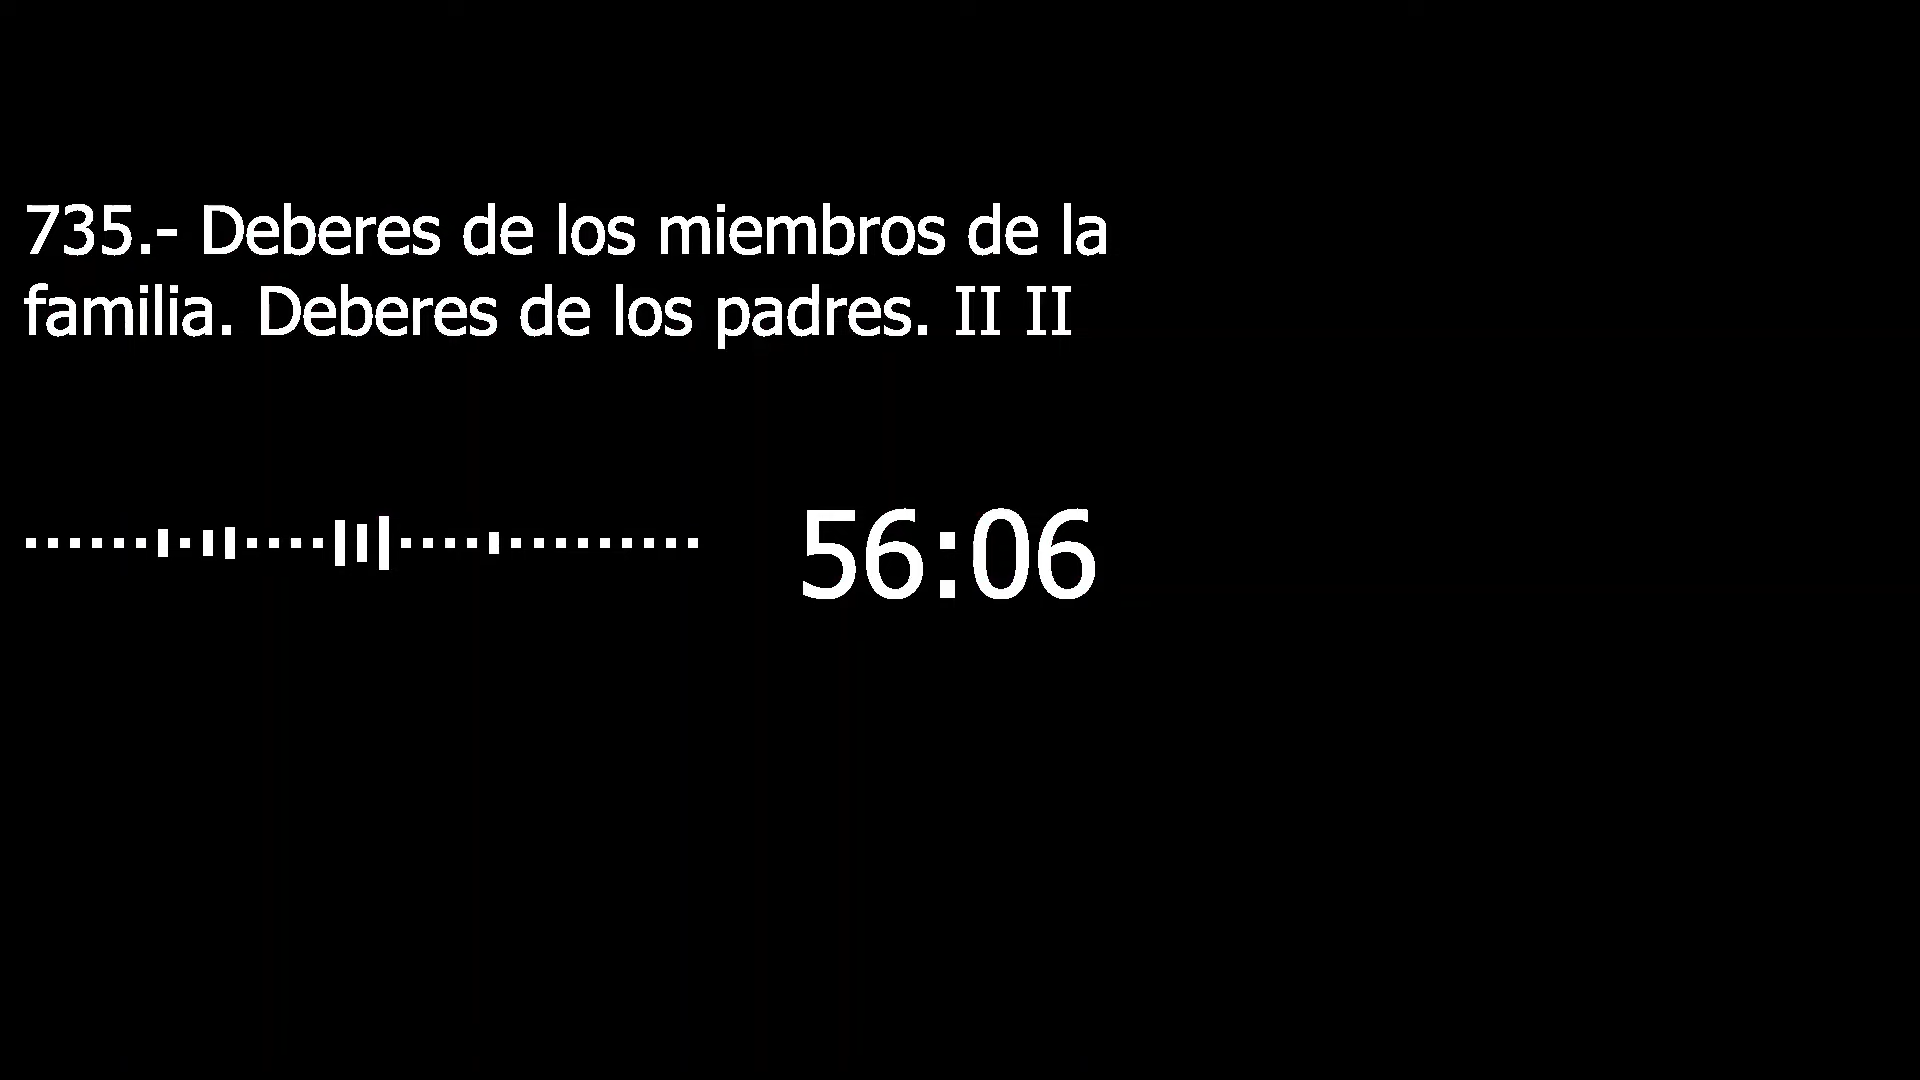 735.- Deberes de los miembros de la
familia. Deberes de los padres. II II
56:06